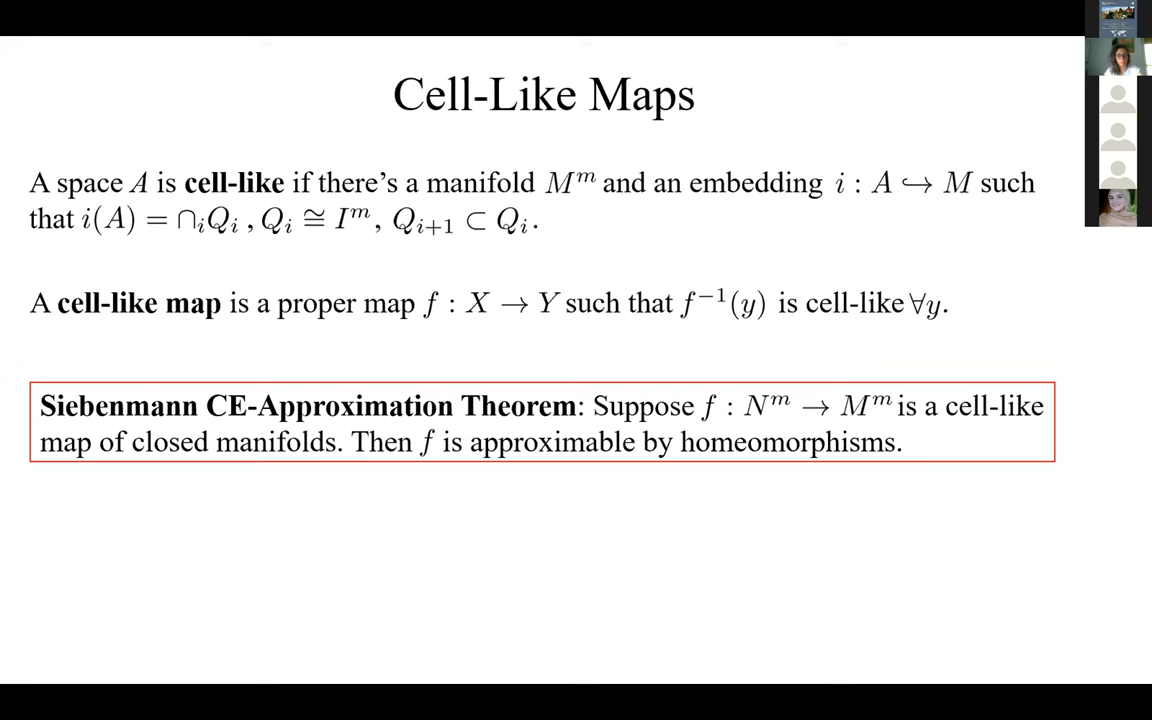 Cell-Like Maps
A space A is cell-like if there's a manifold M^m and an embedding i : A ↪ M such
that i(A) = ∩_i Q_i , Q_i ≅ I^m, Q_{i+1} ⊂ Q_i.
A cell-like map is a proper map f : X → Y such that f^{-1}(y) is cell-like ∀y.
Siebenmann CE-Approximation Theorem: Suppose f : N^m → M^m is a cell-like
map of closed manifolds. Then f is approximable by homeomorphisms.